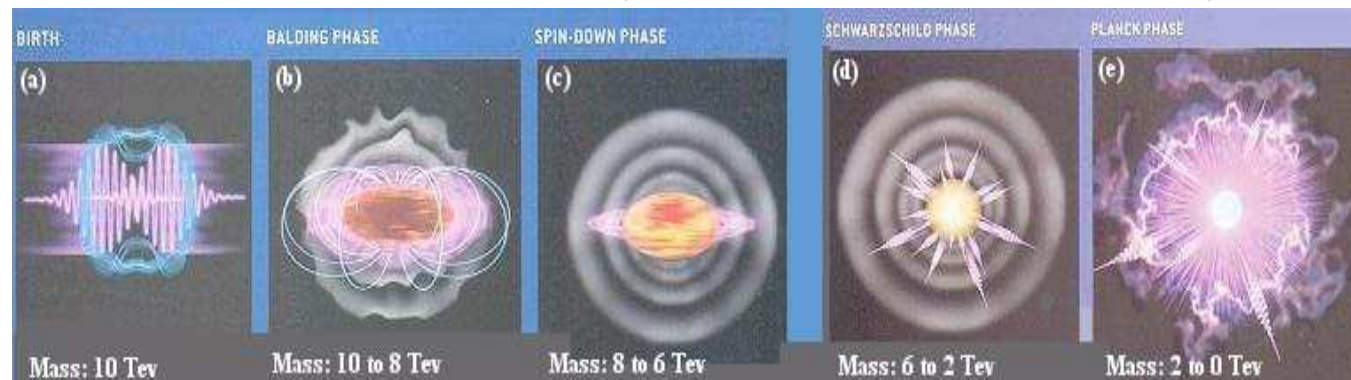 BIRTH
BALDING PHASE
SPIN-DOWN PHASE
SCHWARZSCHILD PHASE
PLANCK PHASE
(a)
(b)
(c)
(d)
(e)
Mass: 10 Tev
Mass: 10 to 8 Tev
Mass: 8 to 6 Tev
Mass: 6 to 2 Tev
Mass: 2 to 0 Tev